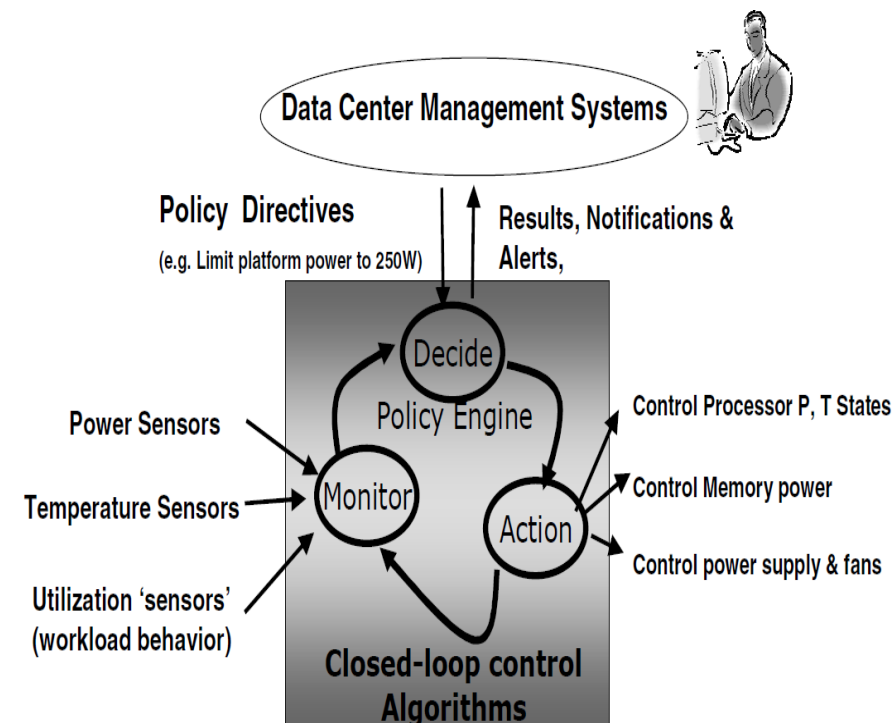 Data Center Management Systems
Policy Directives
(e.g. Limit platform power to 250W)
Results, Notifications &
Alerts,
Decide
Policy Engine
Power Sensors
Temperature Sensors
Utilization ‘sensors’
(workload behavior)
Monitor
Action
Control Processor P, T States
Control Memory power
Control power supply & fans
Closed-loop control
Algorithms